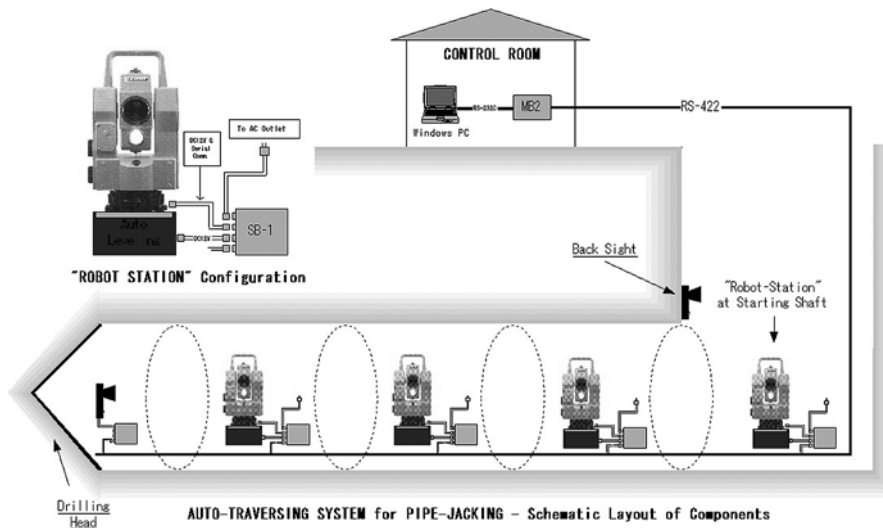 CONTROL ROOM
RS-232C
MB2
RS-422
Windows PC
To AC Outlet
DC12V &
Serial
Comm
Auto
Leveling
DC12V
SB-1
"ROBOT STATION" Configuration
Back Sight
"Robot-Station"
at Starting Shaft
Drilling
Head
AUTO-TRAVERSING SYSTEM for PIPE-JACKING - Schematic Layout of Components